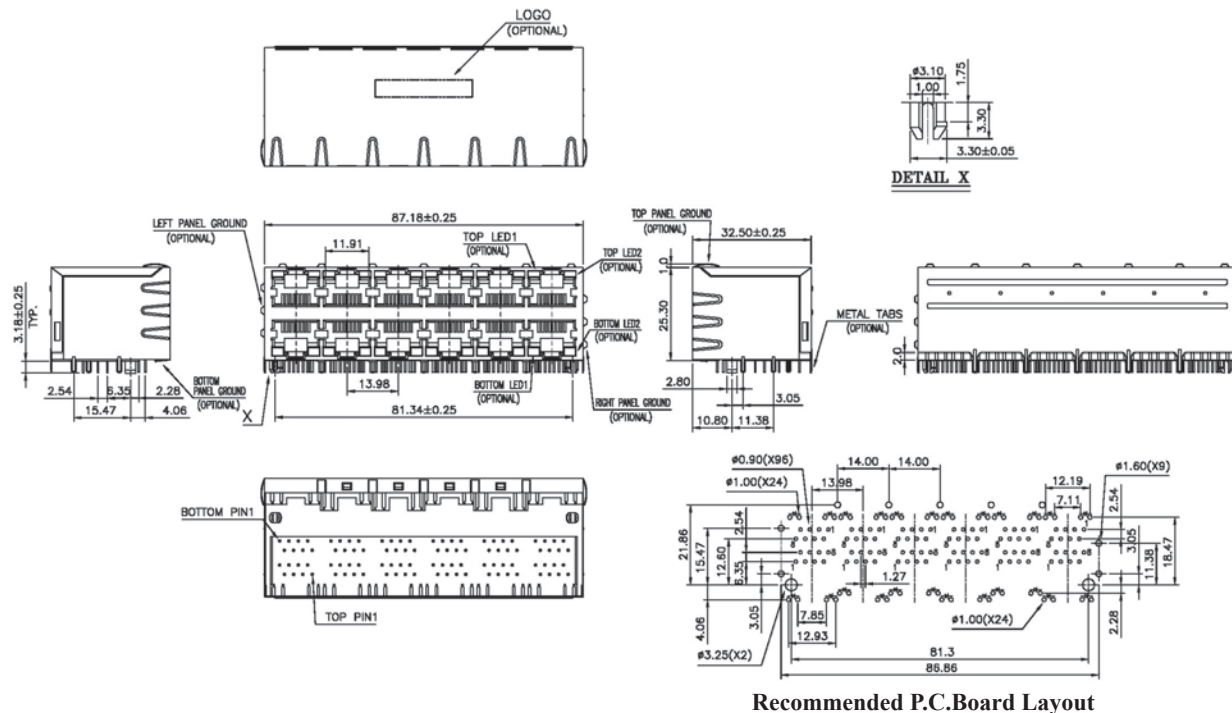 LOGO
(OPTIONAL)
ø3.10
1.00
1.75
3.30
3.30±0.05
DETAIL X
LEFT PANEL GROUND
(OPTIONAL)
87.18±0.25
11.91
TOP LED1
(OPTIONAL)
TOP LED2
(OPTIONAL)
TOP PANEL GROUND
(OPTIONAL)
32.50±0.25
1.0
25.30
3.18±0.25
TYP.
2.54
6.35
2.28
15.47
4.06
BOTTOM
PANEL GROUND
(OPTIONAL)
X
13.98
81.34±0.25
BOTTOM LED1
(OPTIONAL)
BOTTOM LED2
(OPTIONAL)
RIGHT PANEL GROUND
(OPTIONAL)
METAL TABS
(OPTIONAL)
2.80
3.05
10.80
11.38
2.0
BOTTOM PIN1
TOP PIN1
ø0.90(X96)
ø1.00(X24)
14.00
14.00
13.98
12.19
7.11
ø1.60(X9)
2.54
3.05
11.38
18.47
2.28
21.86
15.47
12.60
2.54
6.35
4.06
3.05
1.27
7.85
12.93
ø3.25(X2)
ø1.00(X24)
81.3
86.86
Recommended P.C.Board Layout